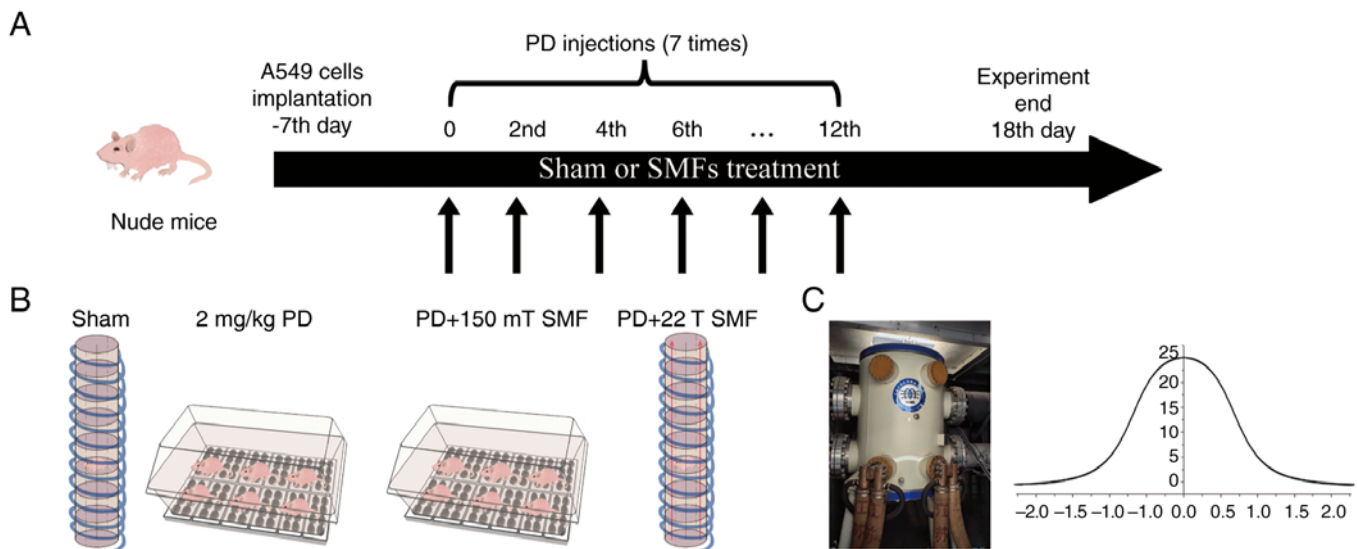 A
PD injections (7 times)
A549 cells
implantation
-7th day
Experiment
end
18th day
0 2nd 4th 6th ... 12th
Sham or SMFs treatment
Nude mice
B
Sham
2 mg/kg PD
PD+150 mT SMF
PD+22 T SMF
C
25
20
15
10
5
0
−2.0 −1.5 −1.0 −1.0 0.0 0.5 1.0 1.5 2.0